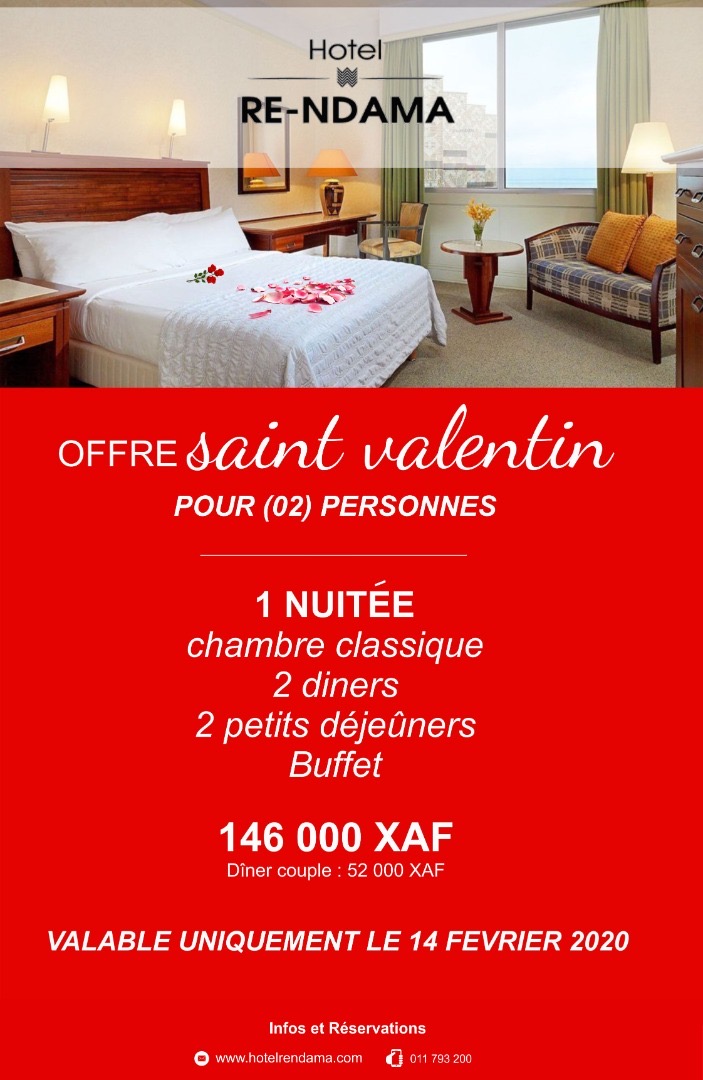 Hotel
RE-NDAMA
OFFRE saint valentin
POUR (02) PERSONNES
1 NUITÉE
chambre classique
2 diners
2 petits déjeûners
Buffet
146 000 XAF
Dîner couple : 52 000 XAF
VALABLE UNIQUEMENT LE 14 FEVRIER 2020
Infos et Réservations
www.hotelrendama.com 011 793 200